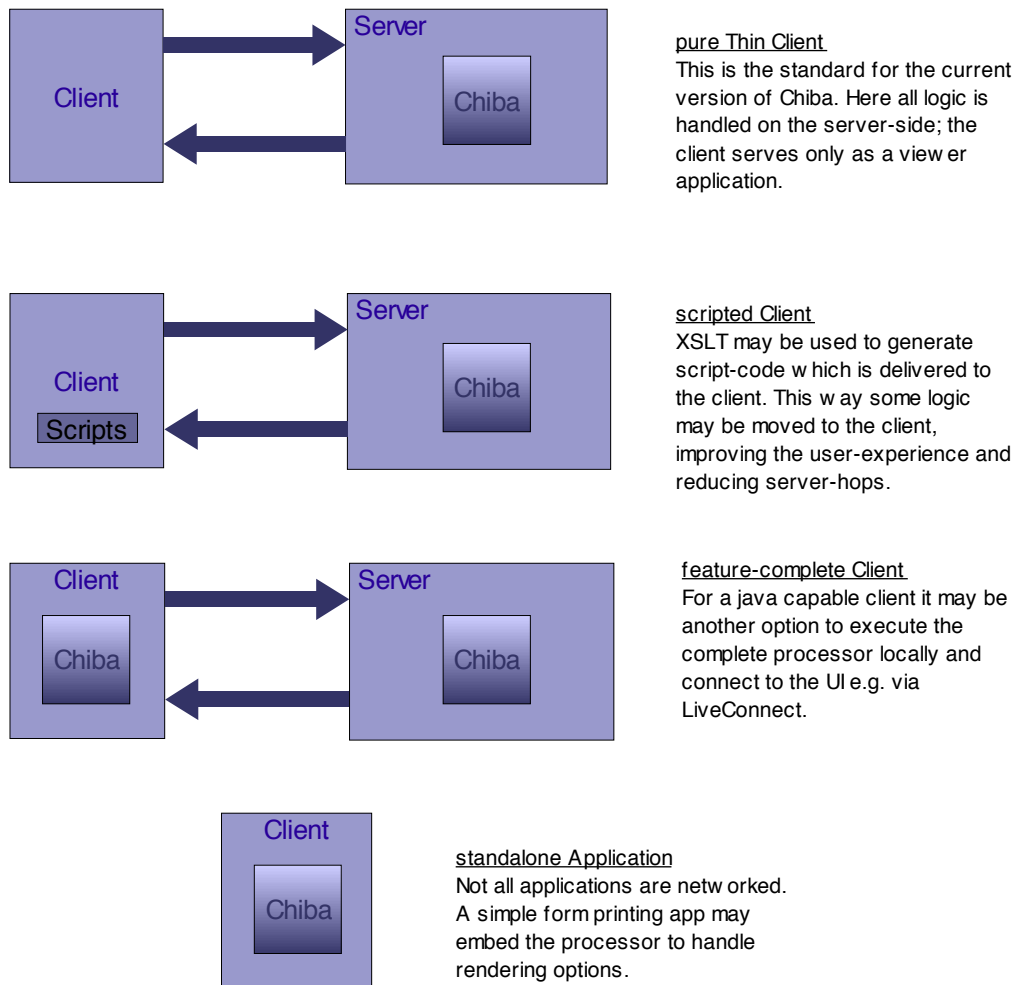 Client
Server
Chiba
pure Thin Client
This is the standard for the current
version of Chiba. Here all logic is
handled on the server-side; the
client serves only as a viewer
application.
Client
Scripts
Server
Chiba
scripted Client
XSLT may be used to generate
script-code which is delivered to
the client. This way some logic
may be moved to the client,
improving the user-experience and
reducing server-hops.
Client
Chiba
Server
Chiba
feature-complete Client
For a java capable client it may be
another option to execute the
complete processor locally and
connect to the UI e.g. via
LiveConnect.
Client
Chiba
standalone Application
Not all applications are networked.
A simple form printing app may
embed the processor to handle
rendering options.